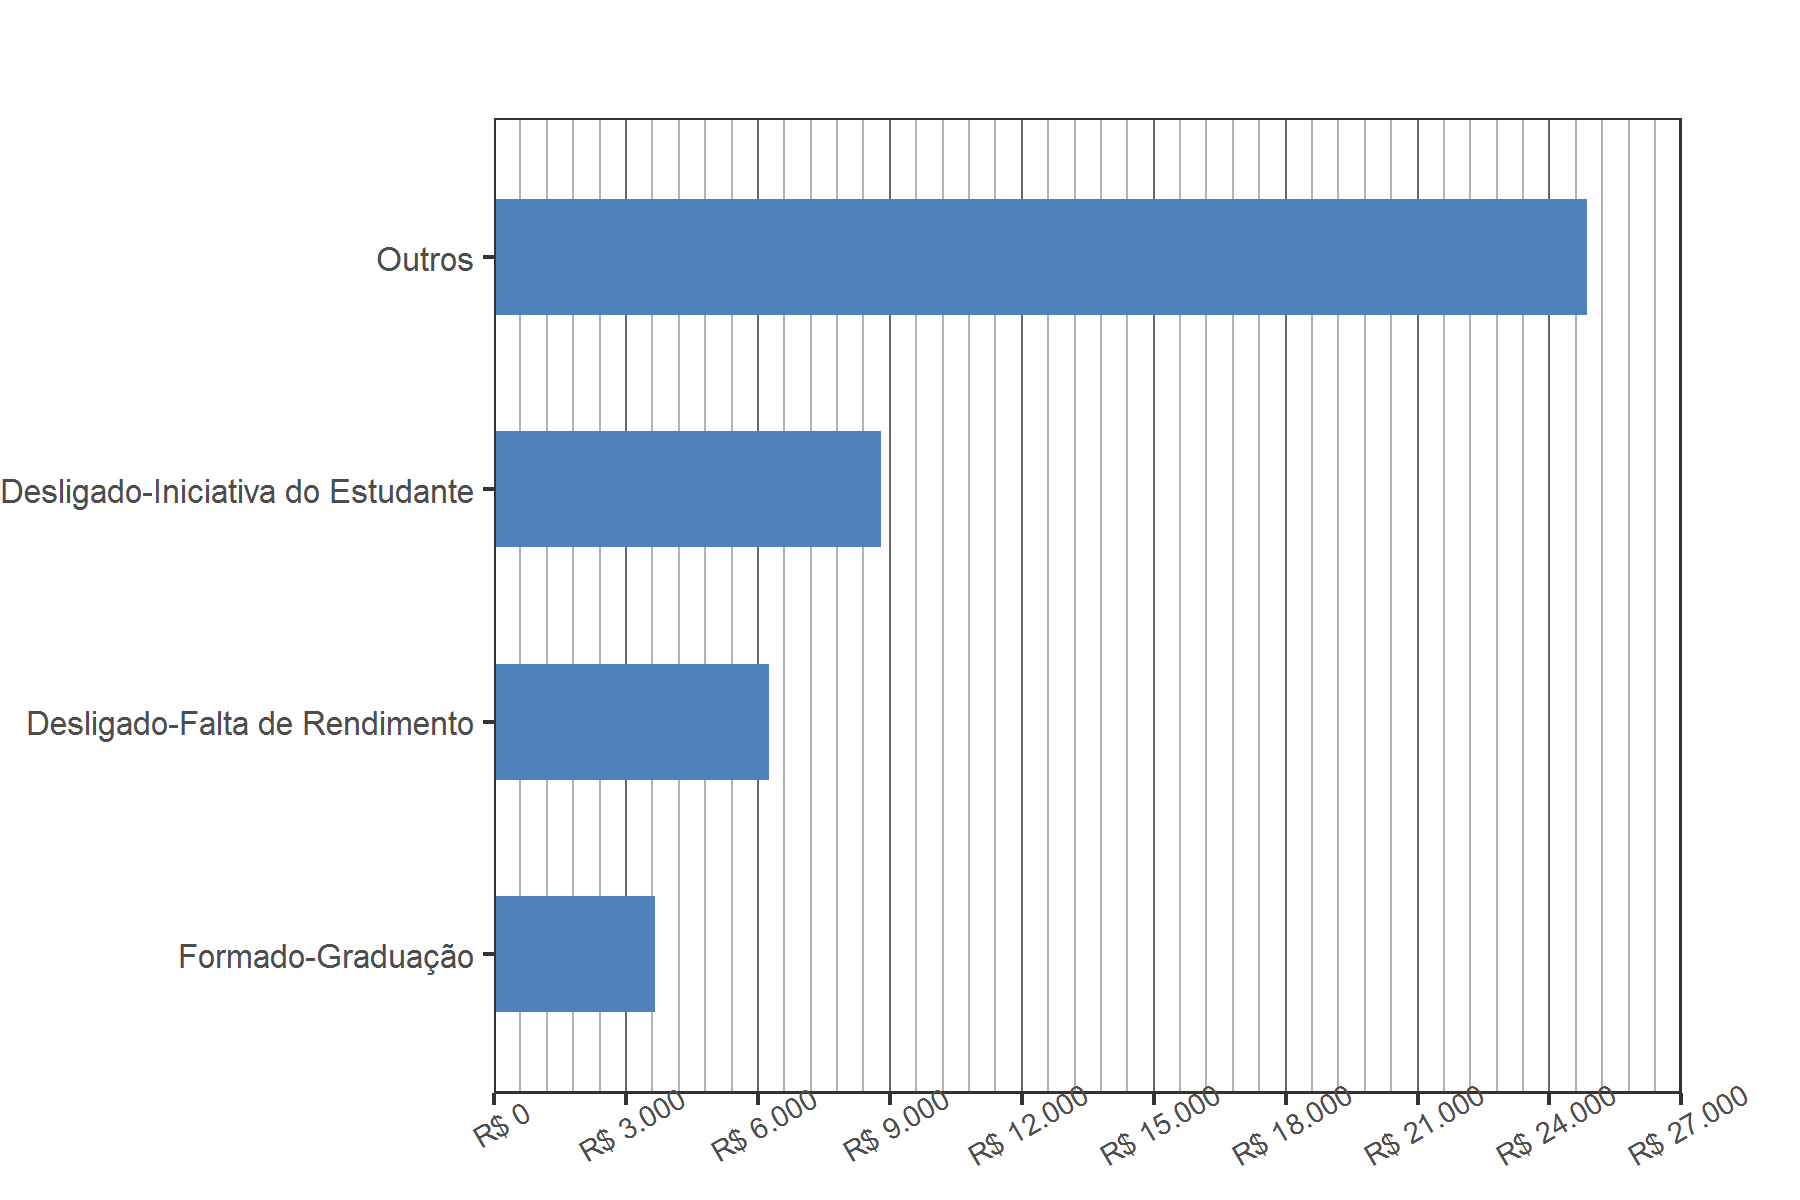 Outros
Desligado-Iniciativa do Estudante
Desligado-Falta de Rendimento
Formado-Graduação
R$ 0
R$ 3.000
R$ 6.000
R$ 9.000
R$ 12.000
R$ 15.000
R$ 18.000
R$ 21.000
R$ 24.000
R$ 27.000